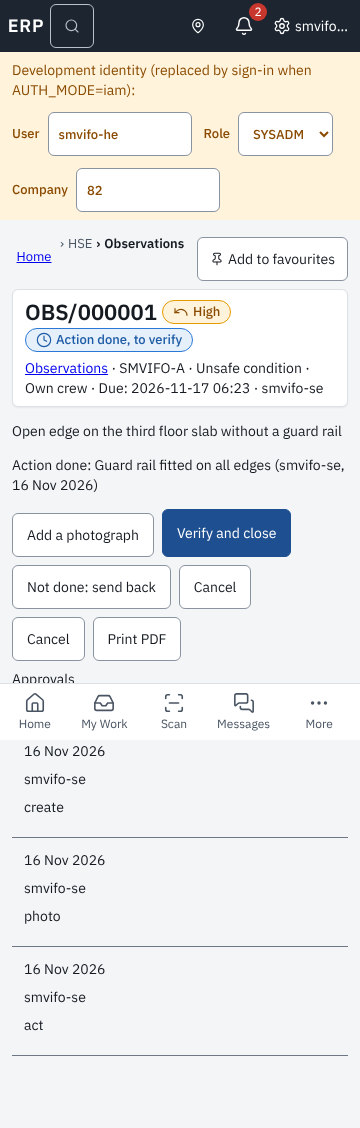 ERP
2
smvifo...
Development identity (replaced by sign-in when
AUTH_MODE=iam):
User smvifo-he Role SYSADM
Company 82
Home › HSE › Observations
Add to favourites
OBS/000001 High
Action done, to verify
Observations · SMVIFO-A · Unsafe condition ·
Own crew · Due: 2026-11-17 06:23 · smvifo-se
Open edge on the third floor slab without a guard rail
Action done: Guard rail fitted on all edges (smvifo-se,
16 Nov 2026)
Add a photograph Verify and close
Not done: send back Cancel
Cancel Print PDF
Approvals
Home My Work Scan Messages More
16 Nov 2026
smvifo-se
create
16 Nov 2026
smvifo-se
photo
16 Nov 2026
smvifo-se
act